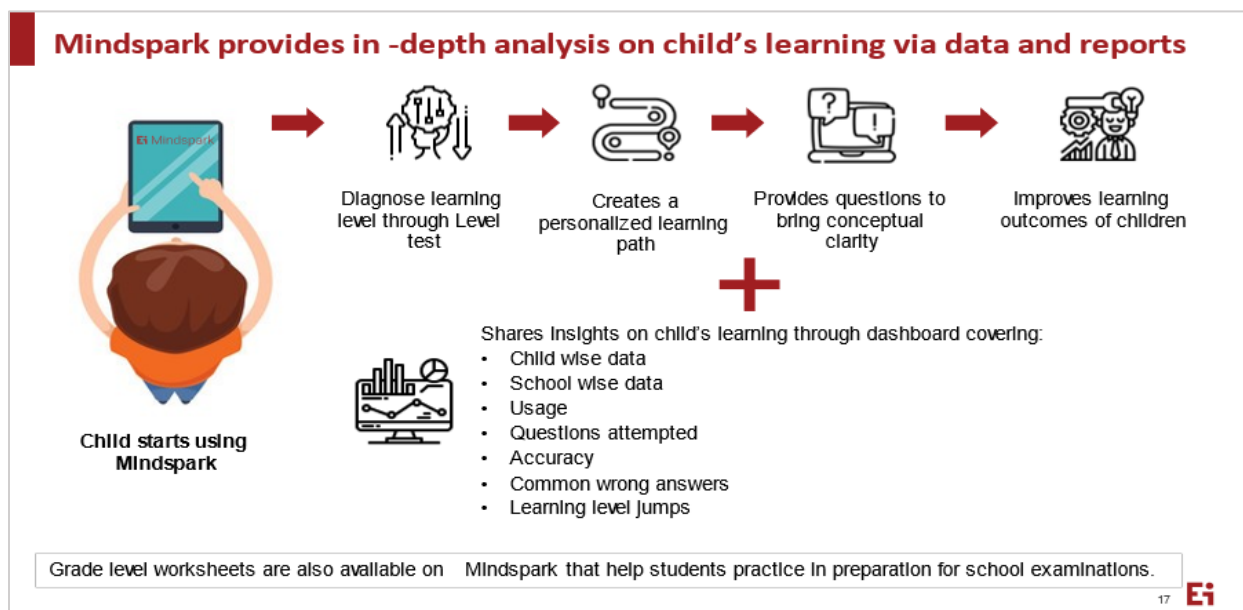 Mindspark provides in -depth analysis on child's learning via data and reports
Ei Mindspark
Child starts using
Mindspark
Diagnose learning
level through Level
test
Creates a
personalized learning
path
Provides questions to
bring conceptual
clarity
Improves learning
outcomes of children
?
!
Shares insights on child's learning through dashboard covering:
• Child wise data
• School wise data
• Usage
• Questions attempted
• Accuracy
• Common wrong answers
• Learning level jumps
Grade level worksheets are also available on Mindspark that help students practice in preparation for school examinations.
17
Ei